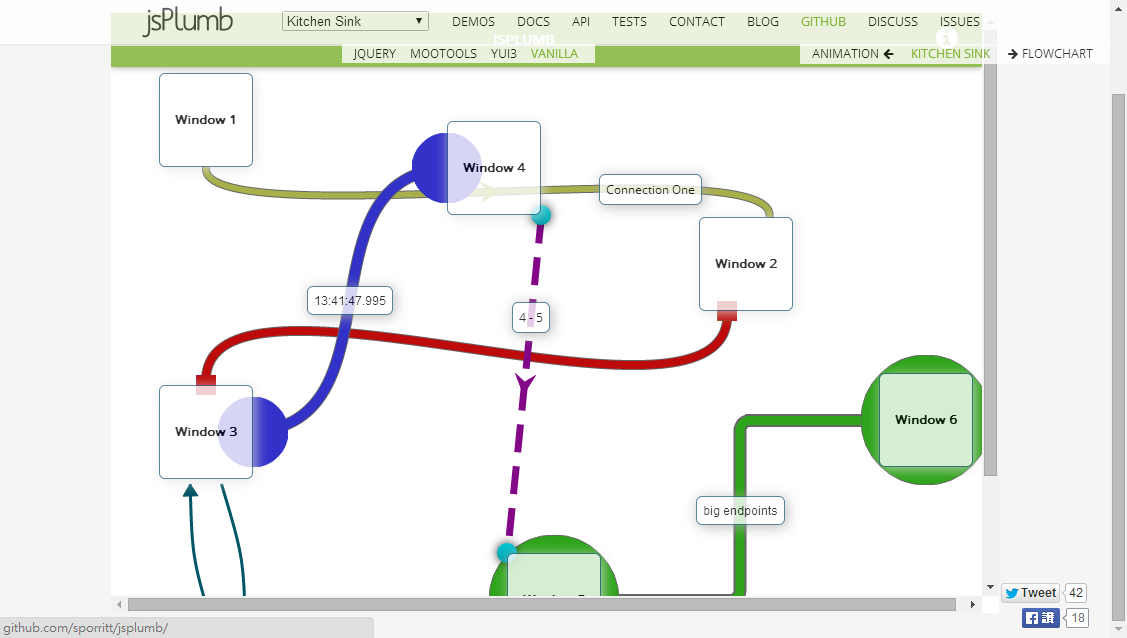 jsPlumb
Kitchen Sink
DEMOS DOCS API TESTS CONTACT BLOG GITHUB DISCUSS ISSUES
JSPLUMB
JQUERY MOOTOOLS YUI3 VANILLA
ANIMATION KITCHEN SINK FLOWCHART
Window 1
Window 4
Connection One
Window 2
13:41:47.995
4 - 5
Window 6
Window 3
big endpoints
Tweet 42
讚 18
github.com/sporritt/jsplumb/